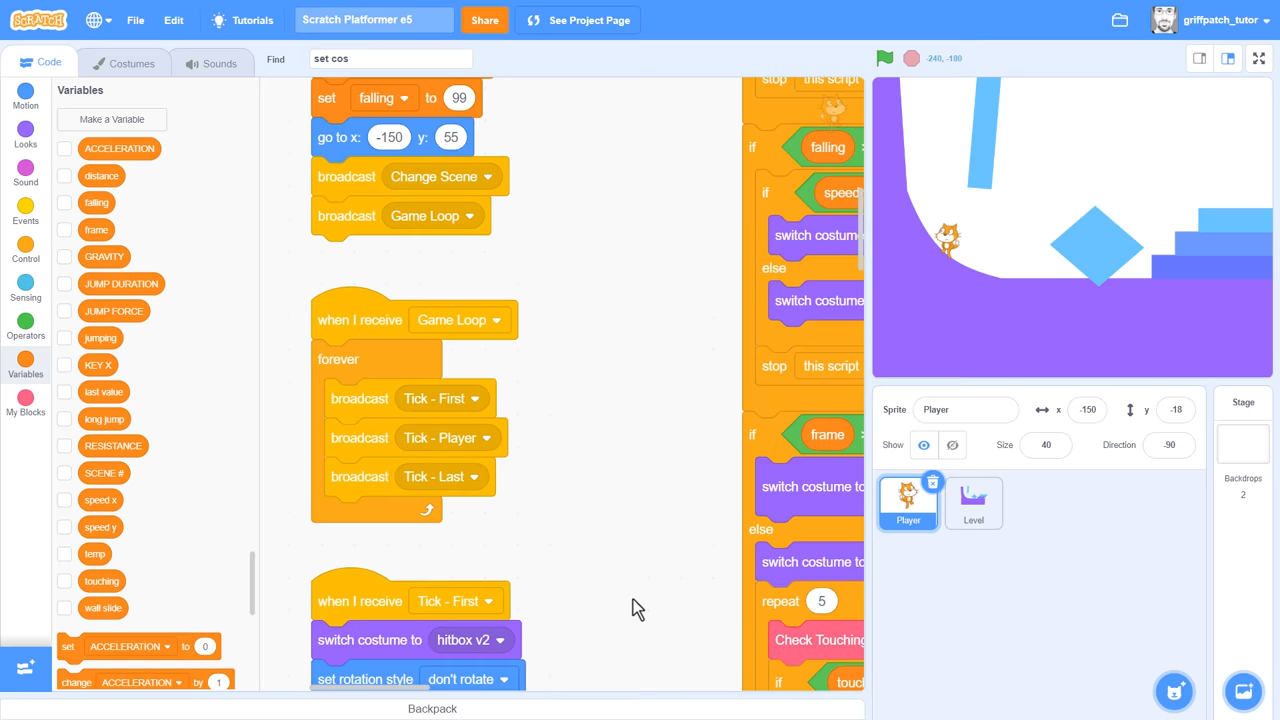 SCRATCH
File
Edit
Tutorials
Scratch Platformer e5
Share
See Project Page
griffpatch_tutor
Code
Costumes
Sounds
Find
set cos
-240, -180
Motion
Looks
Sound
Events
Control
Sensing
Operators
Variables
My Blocks
Variables
Make a Variable
ACCELERATION
distance
falling
frame
GRAVITY
JUMP DURATION
JUMP FORCE
jumping
KEY X
last value
long jump
RESISTANCE
SCENE #
speed x
speed y
temp
touching
wall slide
set ACCELERATION to 0
change ACCELERATION by 1
set falling to 99
go to x: -150 y: 55
broadcast Change Scene
broadcast Game Loop
when I receive Game Loop
forever
broadcast Tick - First
broadcast Tick - Player
broadcast Tick - Last
when I receive Tick - First
switch costume to hitbox v2
set rotation style don't rotate
stop this script
if falling >
if speed
switch costume
else
switch costume
stop this script
if frame >
switch costume to
else
switch costume to
repeat 5
Check Touching
if touc
Sprite Player x -150 y -18
Show Size 40 Direction -90
Player
Level
Stage
Backdrops
2
Backpack